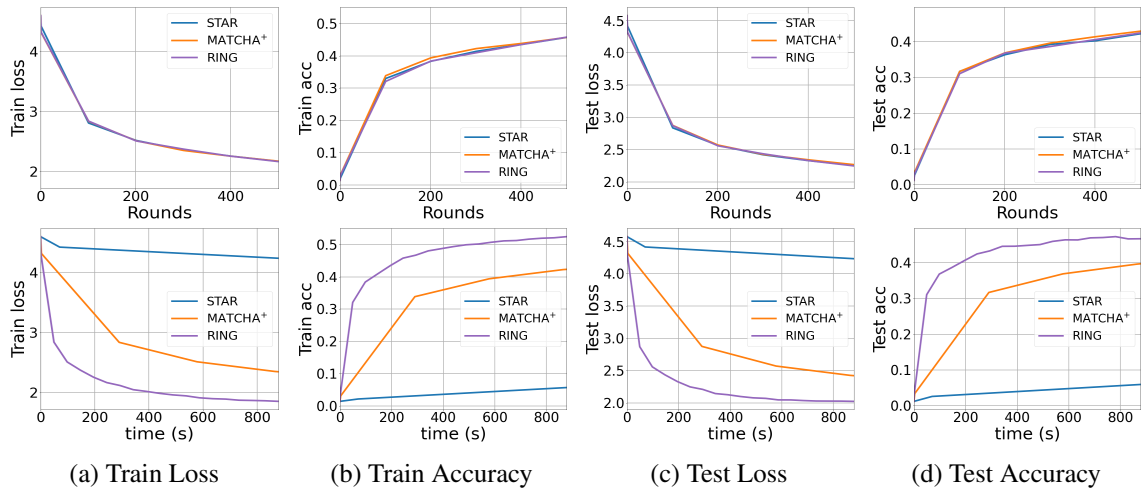 Train loss
4
3
2
0
200
400
Rounds
STAR
MATCHA+
RING
Train acc
0.5
0.4
0.3
0.2
0.1
0.0
0
200
400
Rounds
STAR
MATCHA+
RING
Test loss
4.5
4.0
3.5
3.0
2.5
2.0
0
200
400
Rounds
STAR
MATCHA+
RING
Test acc
0.4
0.3
0.2
0.1
0.0
0
200
400
Rounds
STAR
MATCHA+
RING
Train loss
4
3
2
0
200
400
600
800
time (s)
STAR
MATCHA+
RING
Train acc
0.5
0.4
0.3
0.2
0.1
0.0
0
200
400
600
800
time (s)
STAR
MATCHA+
RING
Test loss
4.5
4.0
3.5
3.0
2.5
2.0
0
200
400
600
800
time (s)
STAR
MATCHA+
RING
Test acc
0.4
0.2
0.0
0
200
400
600
800
time (s)
STAR
MATCHA+
RING
(a) Train Loss
(b) Train Accuracy
(c) Test Loss
(d) Test Accuracy